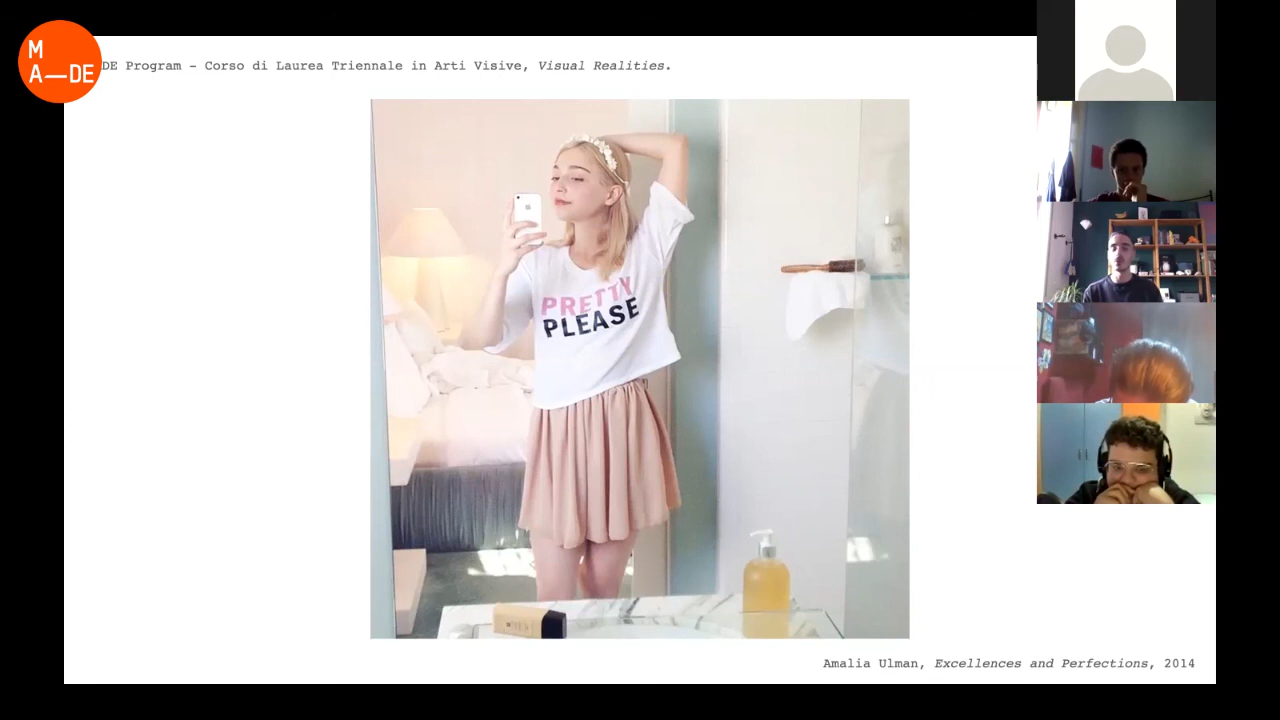 M
A—DE
DE Program - Corso di Laurea Triennale in Arti Visive, Visual Realities.
PRETTY
PLEASE
Amalia Ulman, Excellences and Perfections, 2014